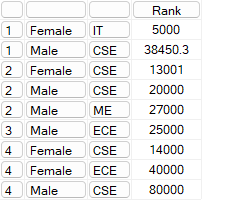 Rank
1 Female IT 5000
1 Male CSE 38450.3
2 Female CSE 13001
2 Male CSE 20000
2 Male ME 27000
3 Male ECE 25000
4 Female CSE 14000
4 Female ECE 40000
4 Male CSE 80000